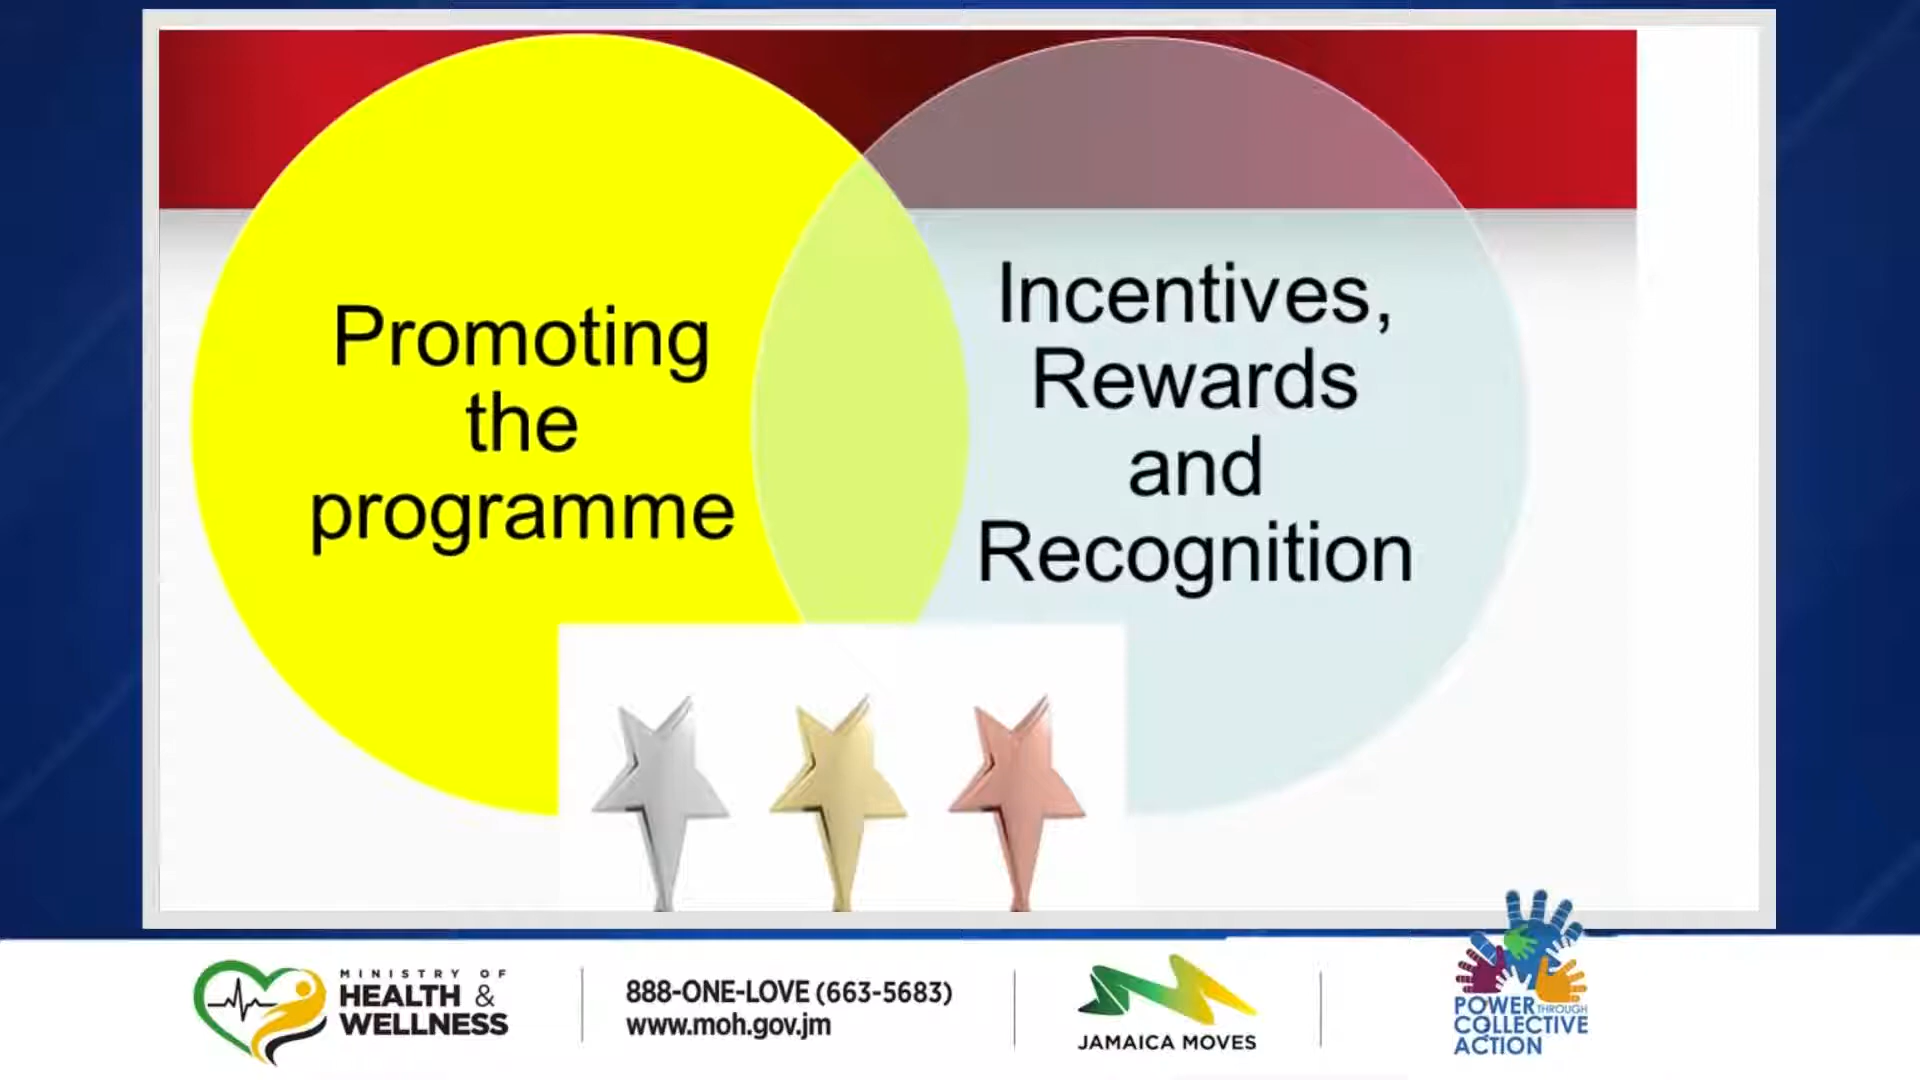 Promoting
the
programme
Incentives,
Rewards
and
Recognition
MINISTRY OF
HEALTH &
WELLNESS
888-ONE-LOVE (663-5683)
www.moh.gov.jm
JAMAICA MOVES
POWER THROUGH
COLLECTIVE
ACTION